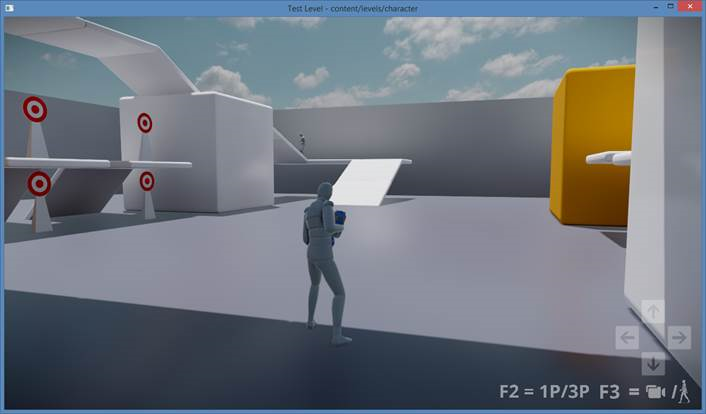 Test Level - content/levels/character
F2 = 1P/3P F3 = /